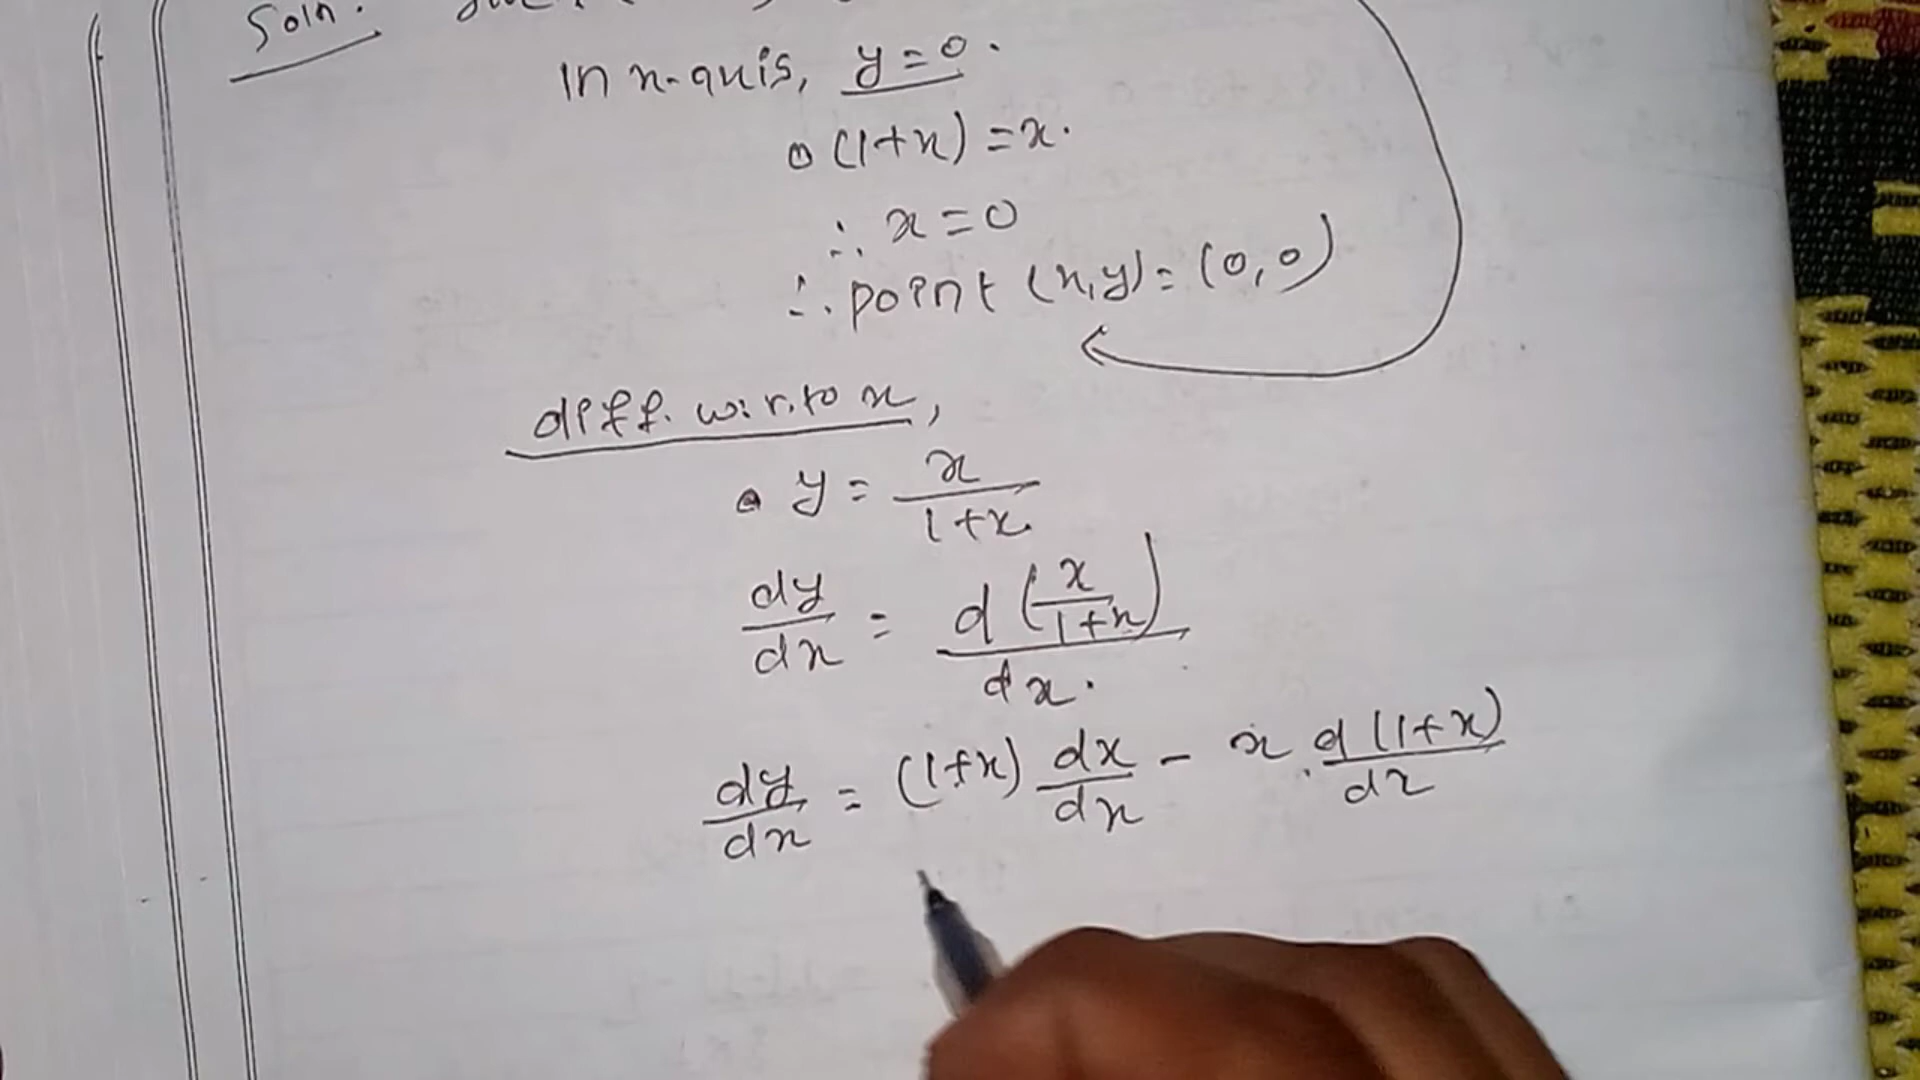 Soln.
In x-axis, y=0.
0(1+x)=x.
∴ x=0
∴ point (x,y)=(0,0)
diff. w.r.to x,
y = x/(1+x)
dy/dx = d(x/(1+x))/dx.
dy/dx = (1+x) dx/dx - x. d(1+x)/dx